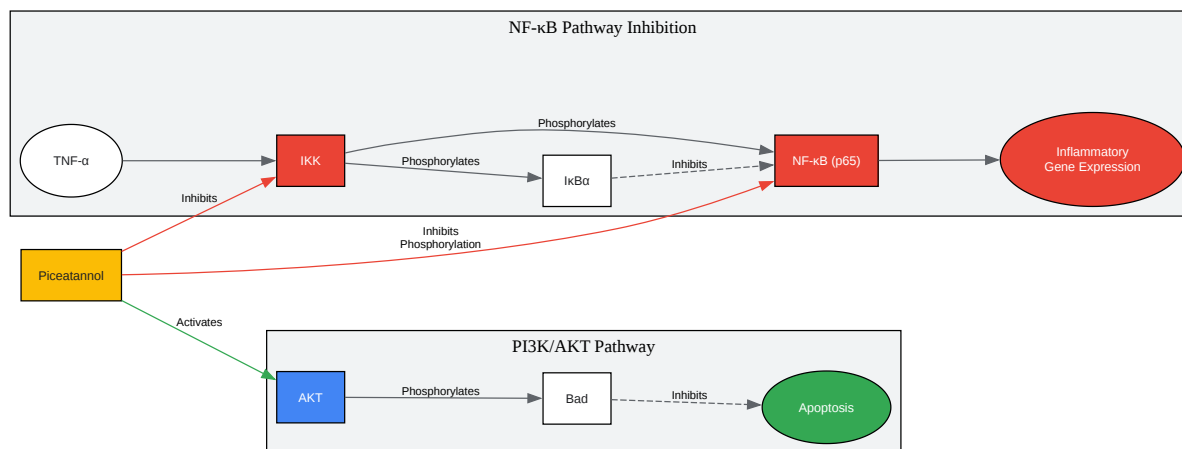 NF-κB Pathway Inhibition
Phosphorylates
TNF-α
IKK
Phosphorylates
IκBα
Inhibits
NF-κB (p65)
Inflammatory
Gene Expression
Inhibits
Inhibits
Phosphorylation
Piceatannol
Activates
PI3K/AKT Pathway
AKT
Phosphorylates
Bad
Inhibits
Apoptosis